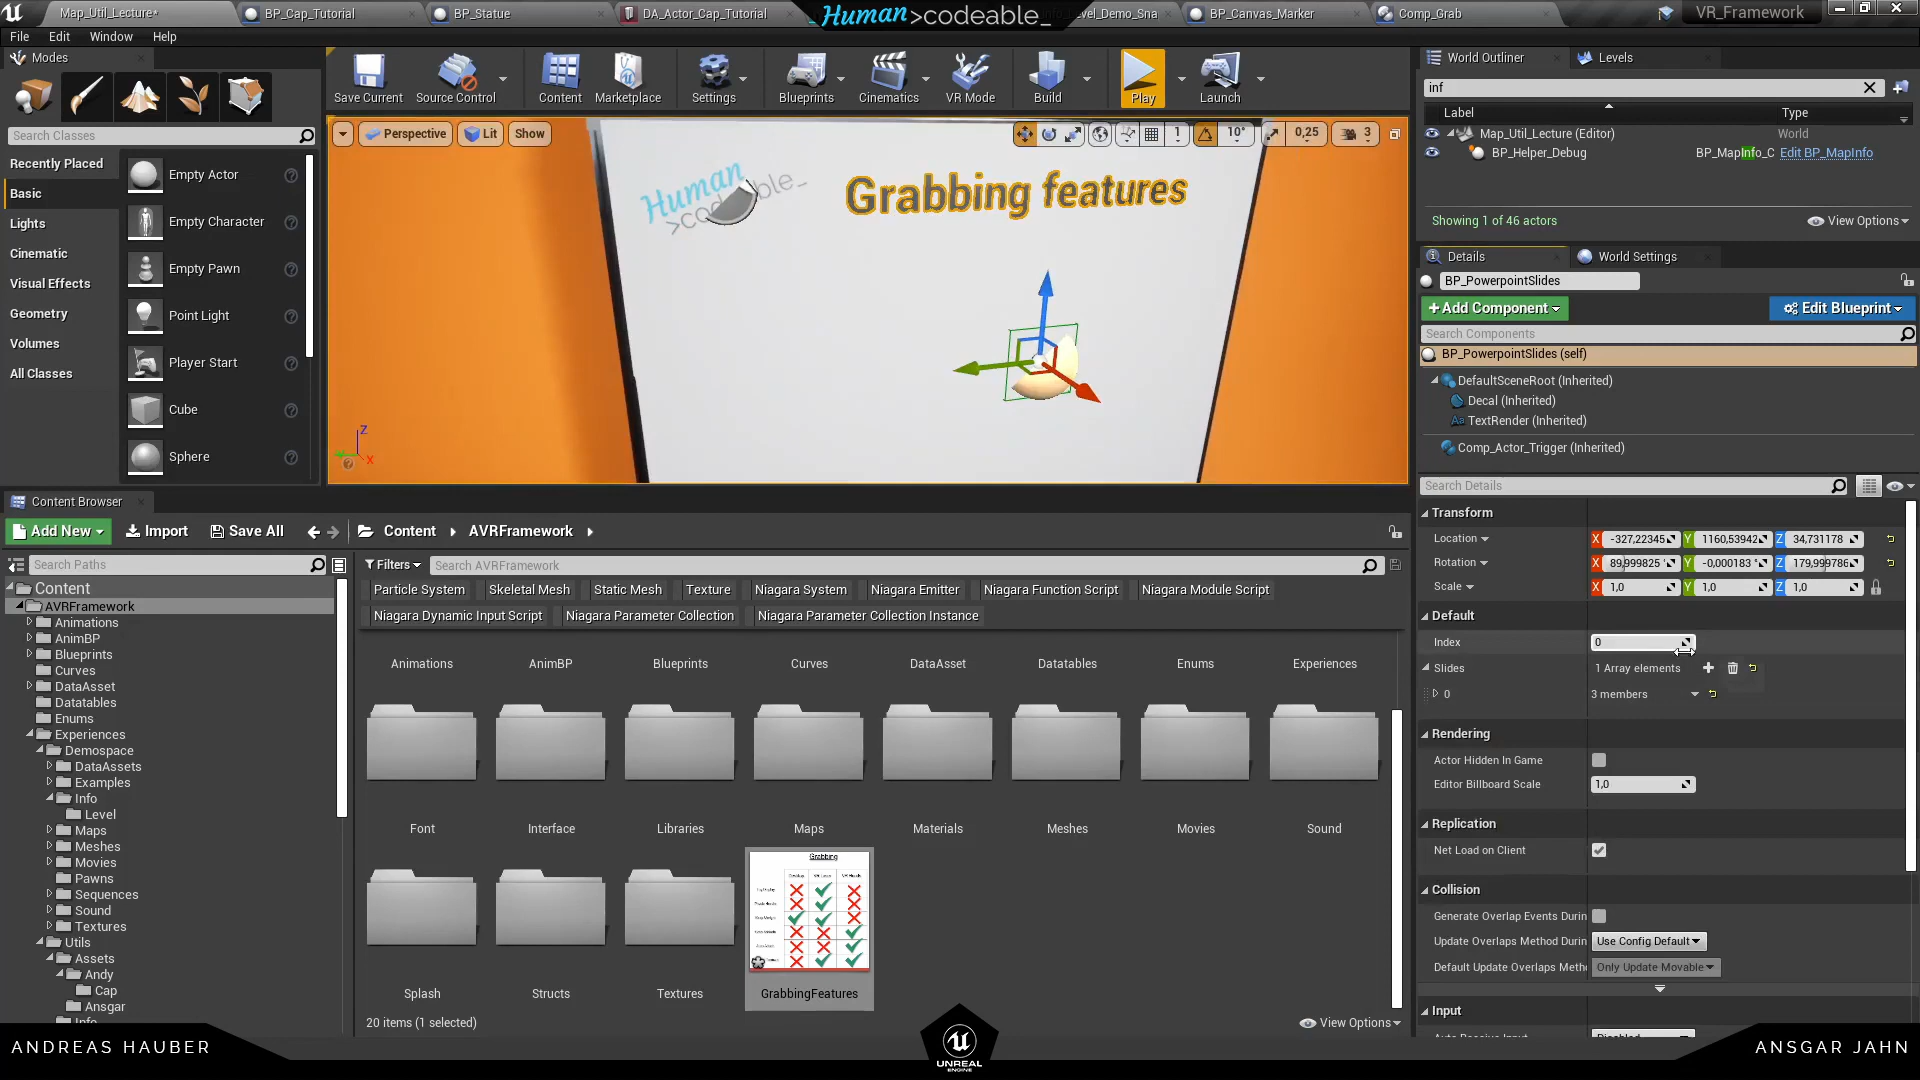 Map_Util_Lecture*
BP_Cap_Tutorial
BP_Statue
DA_Actor_Cap_Tutorial
Human >codeable_
Level_Demo_Sna
BP_Canvas_Marker
Comp_Grab
VR_Framework
File Edit Window Help
Modes
Search Classes
Recently Placed
Basic
Lights
Cinematic
Visual Effects
Geometry
Volumes
All Classes
Empty Actor
Empty Character
Empty Pawn
Point Light
Player Start
Cube
Sphere
Save Current
Source Control
Content
Marketplace
Settings
Blueprints
Cinematics
VR Mode
Build
Play
Launch
Perspective Lit Show
1 10° 0,25 3
Human
>codeable_
Grabbing features
Z
X
World Outliner Levels
inf
Label Type
Map_Util_Lecture (Editor) World
BP_Helper_Debug BP_MapInfo_C Edit BP_MapInfo
Showing 1 of 46 actors View Options
Details World Settings
BP_PowerpointSlides
+Add Component Edit Blueprint
Search Components
BP_PowerpointSlides (self)
DefaultSceneRoot (Inherited)
Decal (Inherited)
Aa TextRender (Inherited)
Comp_Actor_Trigger (Inherited)
Search Details
Transform
Location X -327,22345 Y 1160,53942 Z 34,731178
Rotation X 89,999825 ° Y -0,000183 ° Z 179,999786
Scale X 1,0 Y 1,0 Z 1,0
Default
Index 0
Slides 1 Array elements
0 3 members
Rendering
Actor Hidden In Game
Editor Billboard Scale 1,0
Replication
Net Load on Client
Collision
Generate Overlap Events Durin
Update Overlaps Method Durin Use Config Default
Default Update Overlaps Metho Only Update Movable
Input
Content Browser
Add New Import Save All Content AVRFramework
Search Paths
Filters Search AVRFramework
Content
AVRFramework
Animations
AnimBP
Blueprints
Curves
DataAsset
Datatables
Enums
Experiences
Demospace
DataAssets
Examples
Info
Level
Maps
Meshes
Movies
Pawns
Sequences
Sound
Textures
Utils
Assets
Andy
Cap
Ansgar
Particle System Skeletal Mesh Static Mesh Texture Niagara System Niagara Emitter Niagara Function Script Niagara Module Script
Niagara Dynamic Input Script Niagara Parameter Collection Niagara Parameter Collection Instance
Animations AnimBP Blueprints Curves DataAsset Datatables Enums Experiences
Font Interface Libraries Maps Materials Meshes Movies Sound
Grabbing
Splash Structs Textures GrabbingFeatures
20 items (1 selected) View Options
ANDREAS HAUBER
UNREAL
ENGINE
ANSGAR JAHN